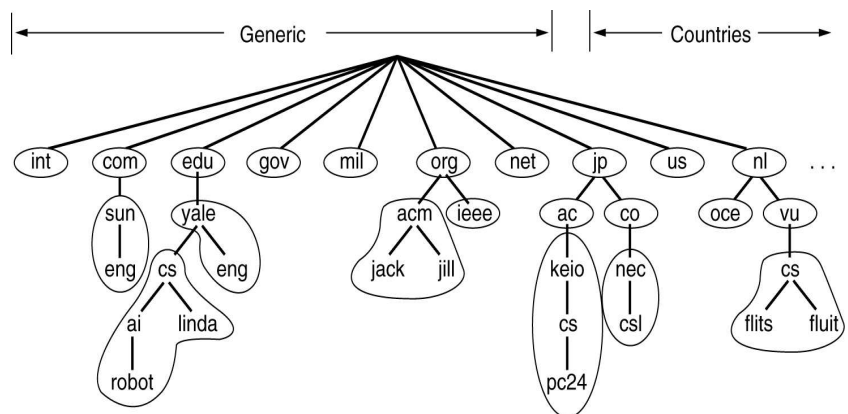 Generic Countries
int com edu gov mil org net jp us nl . . .
sun yale acm ieee ac co oce vu
eng cs eng jack jill keio nec cs
ai linda cs csl flits fluit
robot pc24